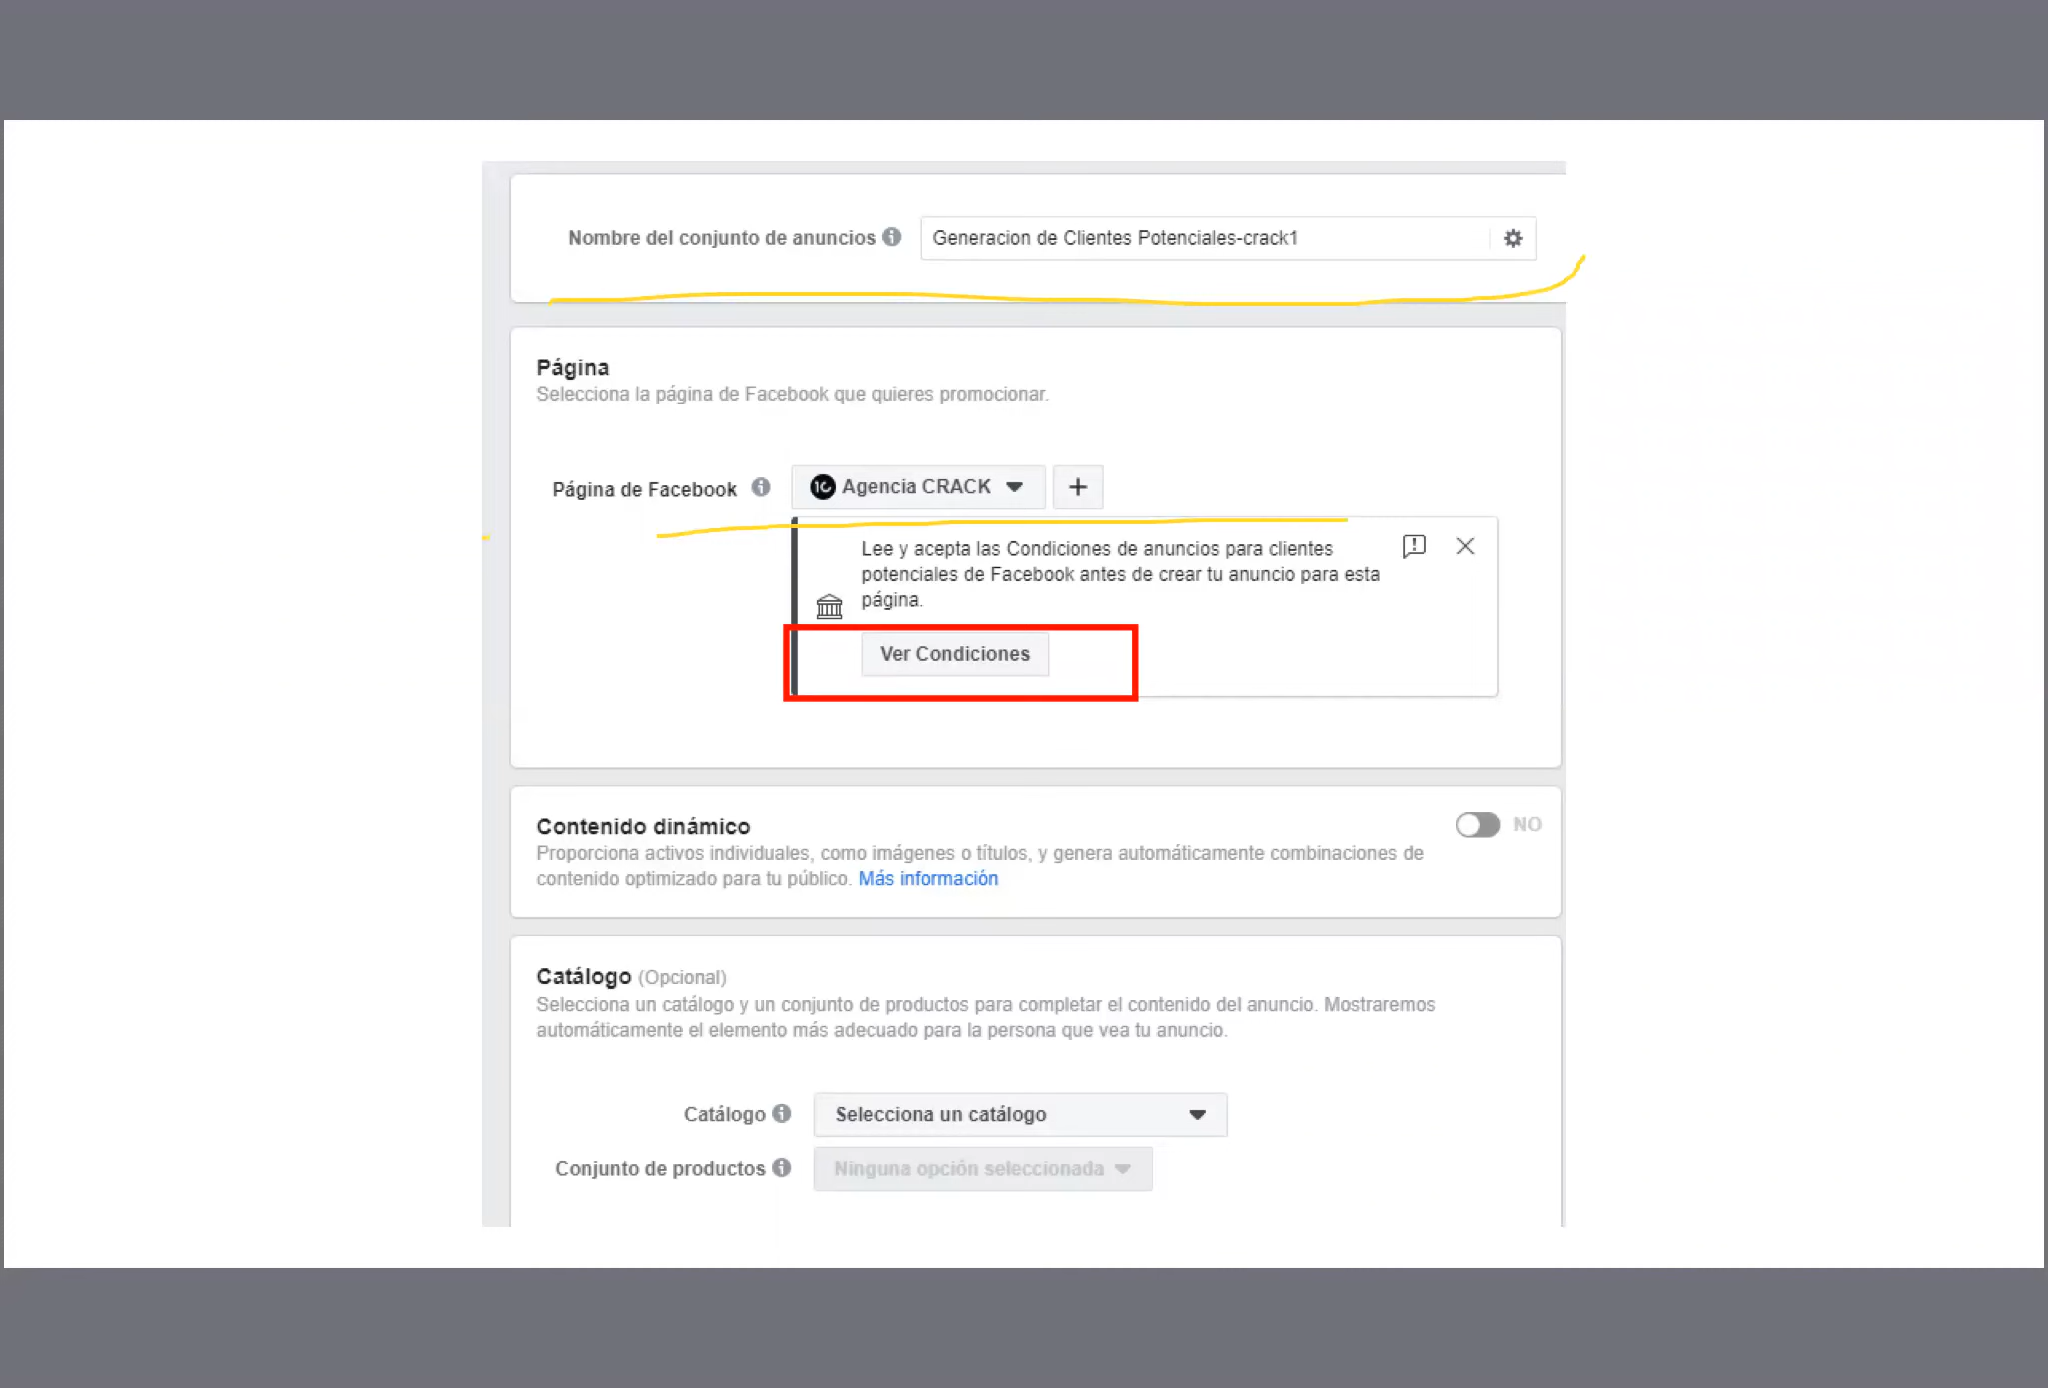 Nombre del conjunto de anuncios
Generacion de Clientes Potenciales-crack1
Página
Selecciona la página de Facebook que quieres promocionar.
Página de Facebook
Agencia CRACK
Lee y acepta las Condiciones de anuncios para clientes
potenciales de Facebook antes de crear tu anuncio para esta
página.
Ver Condiciones
Contenido dinámico
NO
Proporciona activos individuales, como imágenes o títulos, y genera automáticamente combinaciones de
contenido optimizado para tu público. Más información
Catálogo (Opcional)
Selecciona un catálogo y un conjunto de productos para completar el contenido del anuncio. Mostraremos
automáticamente el elemento más adecuado para la persona que vea tu anuncio.
Catálogo
Selecciona un catálogo
Conjunto de productos
Ninguna opción seleccionada